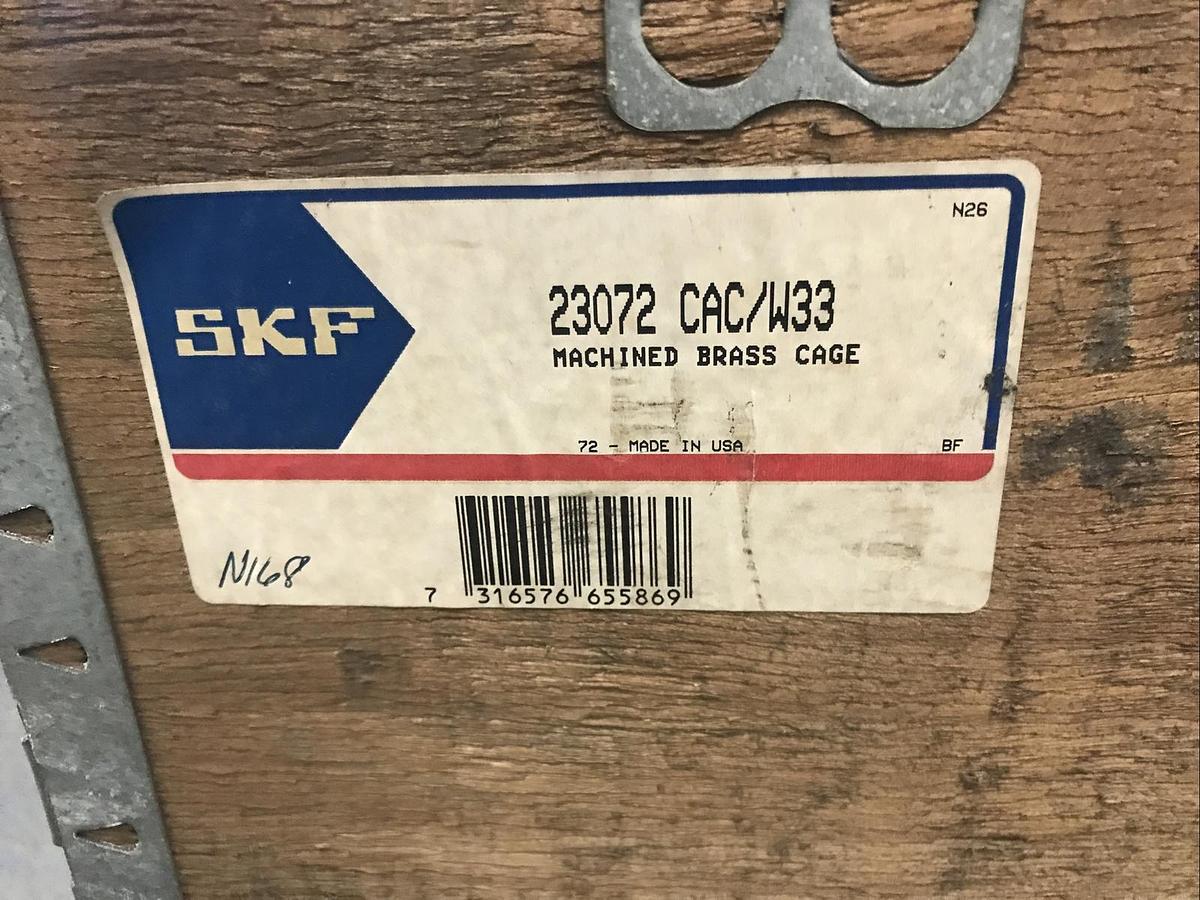 N26
SKF
23072 CAC/W33
MACHINED BRASS CAGE
72 - MADE IN USA
BF
N168
7 316576 655869